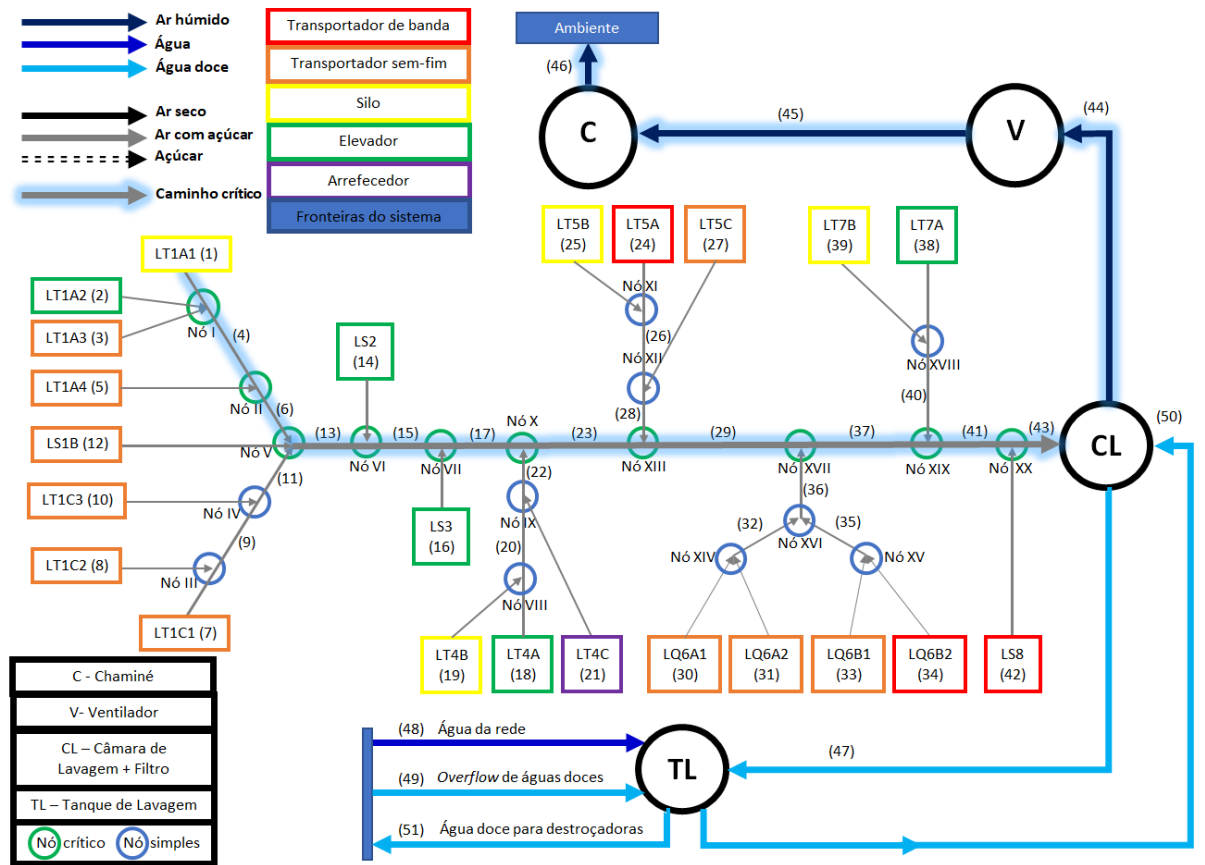 Ar húmido
Água
Água doce
Ar seco
Ar com açúcar
Açúcar
Caminho crítico
Transportador de banda
Transportador sem-fim
Silo
Elevador
Arrefecedor
Fronteiras do sistema
Ambiente
(46)
C
(45)
V
(44)
LT1A1 (1)
LT1A2 (2)
LT1A3 (3)
Nó I
(4)
LT1A4 (5)
Nó II
(6)
LS1B (12)
Nó V
(11)
LT1C3 (10)
Nó IV
(9)
LT1C2 (8)
Nó III
LT1C1 (7)
(13)
LS2
(14)
Nó VI
(15)
Nó VII
LS3
(16)
(17)
Nó X
(22)
Nó IX
(20)
Nó VIII
LT4B
(19)
LT4A
(18)
LT4C
(21)
(23)
LT5B
(25)
LT5A
(24)
LT5C
(27)
Nó XI
(26)
Nó XII
(28)
Nó XIII
(29)
Nó XVII
(36)
(32)
(35)
Nó XVI
Nó XIV
Nó XV
LQ6A1
(30)
LQ6A2
(31)
LQ6B1
(33)
LQ6B2
(34)
LS8
(42)
(37)
LT7B
(39)
LT7A
(38)
Nó XVIII
(40)
Nó XIX
(41)
Nó XX
(43)
CL
(50)
C - Chaminé
V- Ventilador
CL – Câmara de
Lavagem + Filtro
TL – Tanque de Lavagem
Nó crítico Nó simples
(48) Água da rede
(49) Overflow de águas doces
(51) Água doce para destroçadoras
TL
(47)